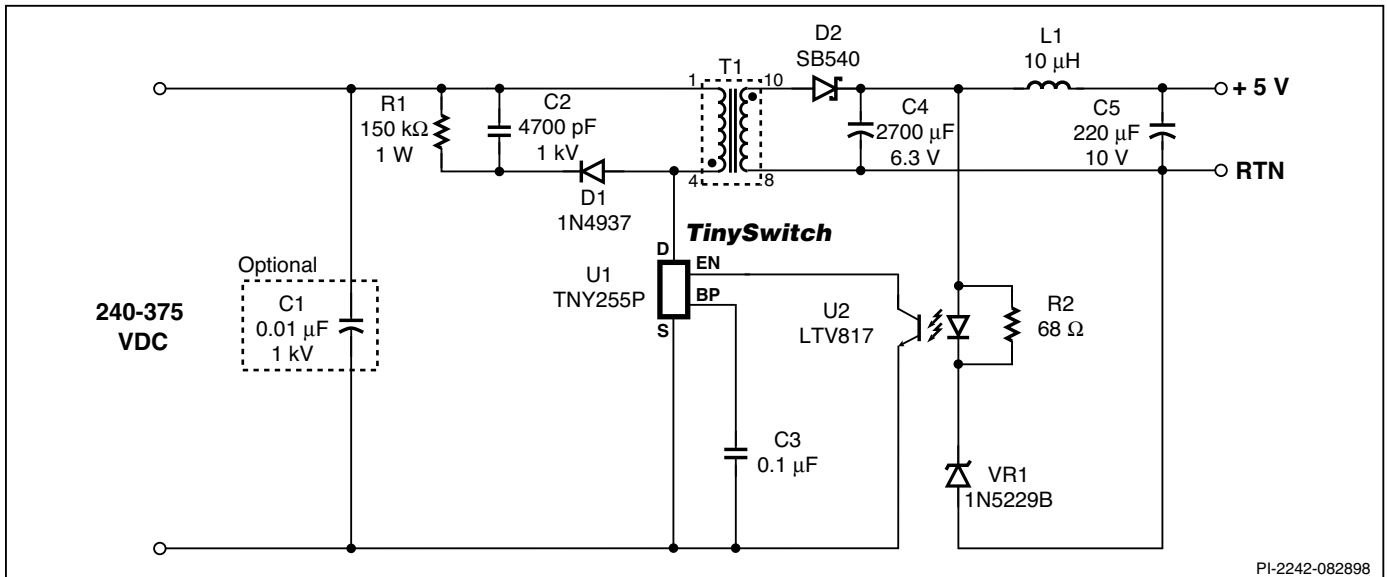 D2
SB540
L1
10 µH
T1
1
10
+ 5 V
R1
150 kΩ
1 W
C2
4700 pF
1 kV
C4
2700 µF
6.3 V
C5
220 µF
10 V
4
8
RTN
D1
1N4937
TinySwitch
D
EN
BP
S
U1
TNY255P
Optional
C1
0.01 µF
1 kV
240-375
VDC
U2
LTV817
R2
68 Ω
C3
0.1 µF
VR1
1N5229B
PI-2242-082898